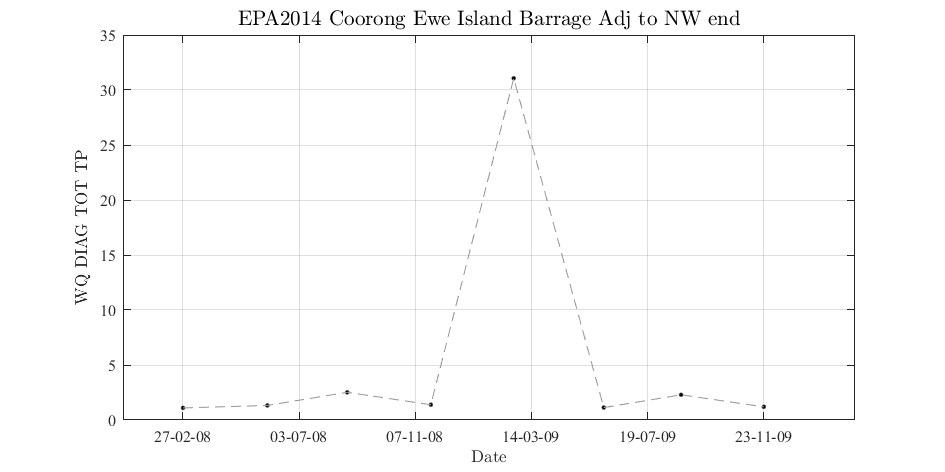 EPA2014 Coorong Ewe Island Barrage Adj to NW end
35
30
25
20
15
10
5
0
WQ DIAG TOT TP
27-02-08 03-07-08 07-11-08 14-03-09 19-07-09 23-11-09
Date